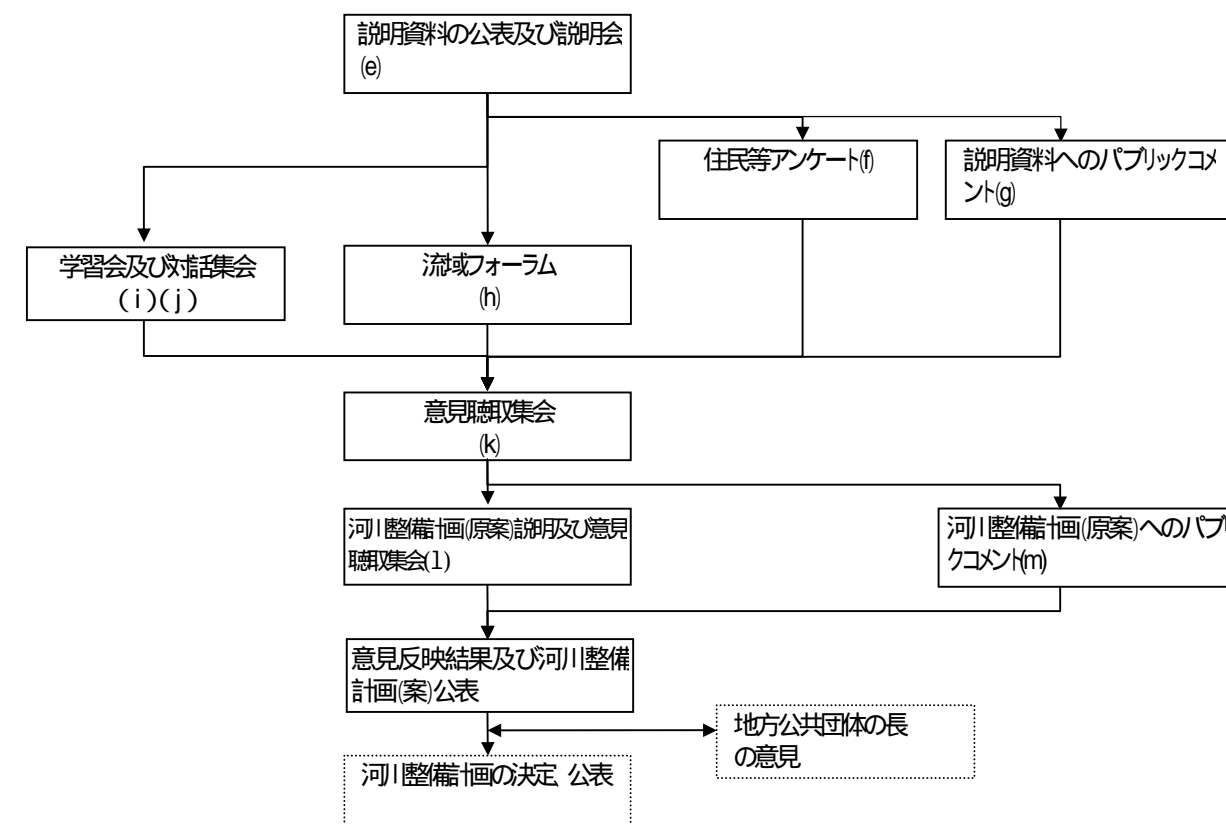 説明資料の公表及び説明会
(e)
住民等アンケート(f)
説明資料へのパブリックコメ
ント(g)
学習会及び対話集会
(i)(j)
流域フォーラム
(h)
意見聴取集会
(k)
河川整備計画(原案)説明及び意見
聴取集会(l)
河川整備計画(原案)へのパブ
クコメント(m)
意見反映結果及び河川整備
計画(案)公表
地方公共団体の長
の意見
河川整備計画の決定、公表